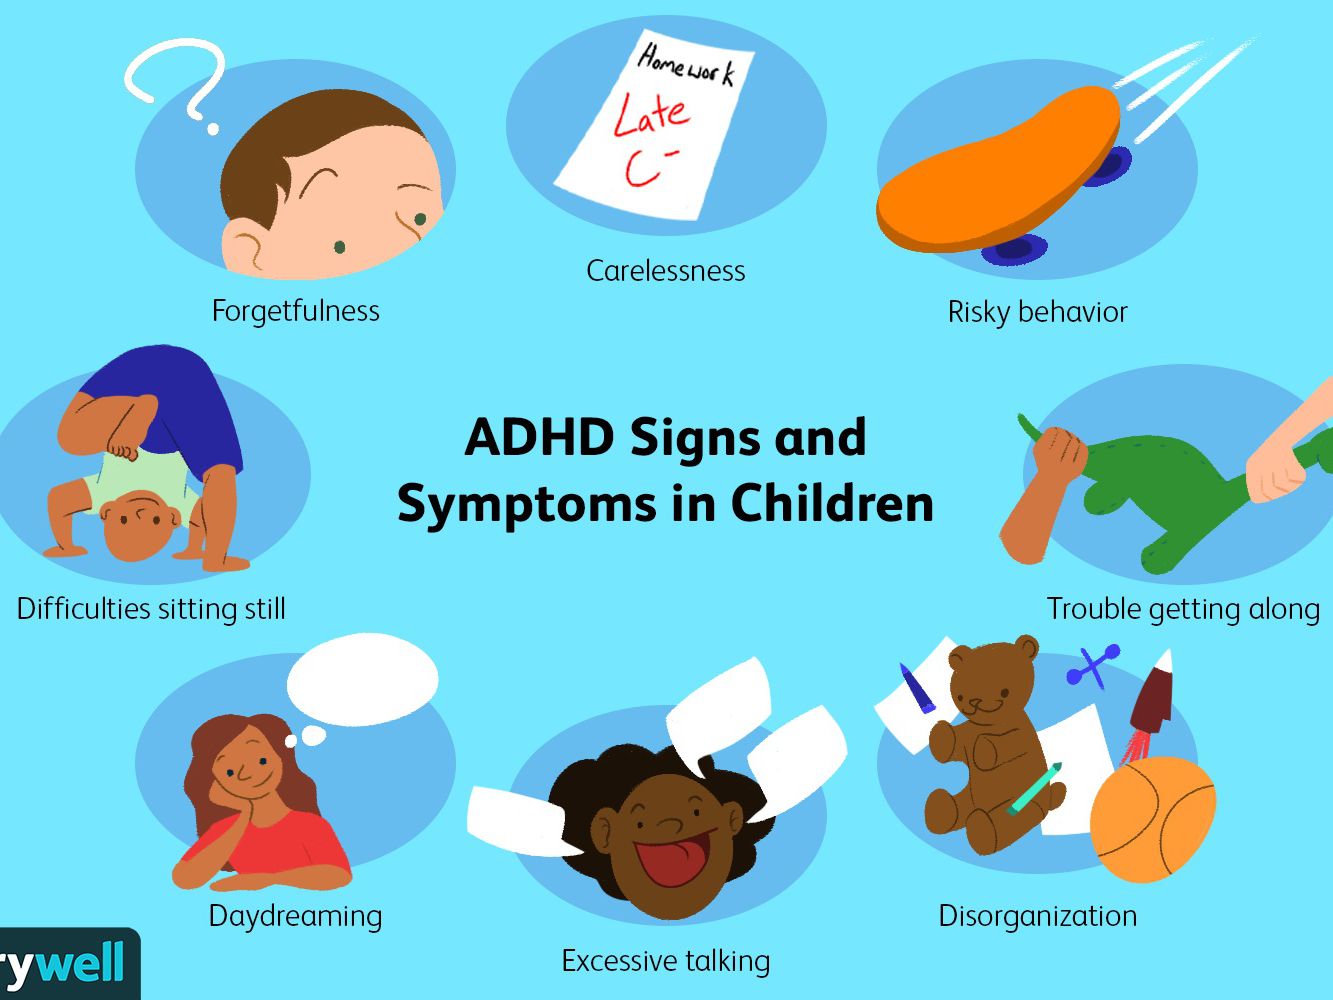 Homework
Late
C-
Forgetfulness
Carelessness
Risky behavior
ADHD Signs and
Symptoms in Children
Difficulties sitting still
Trouble getting along
Daydreaming
Excessive talking
Disorganization
rywell